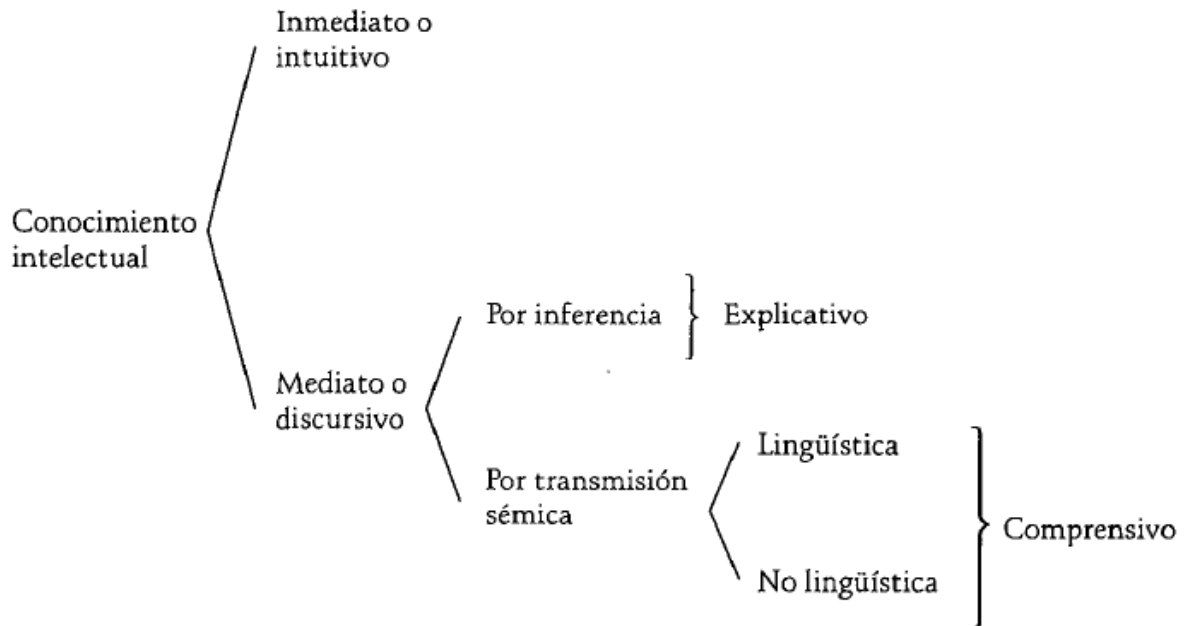 Inmediato o
intuitivo
Conocimiento
intelectual
Por inferencia
Explicativo
Mediato o
discursivo
Lingüística
Por transmisión
sémica
Comprensivo
No lingüística